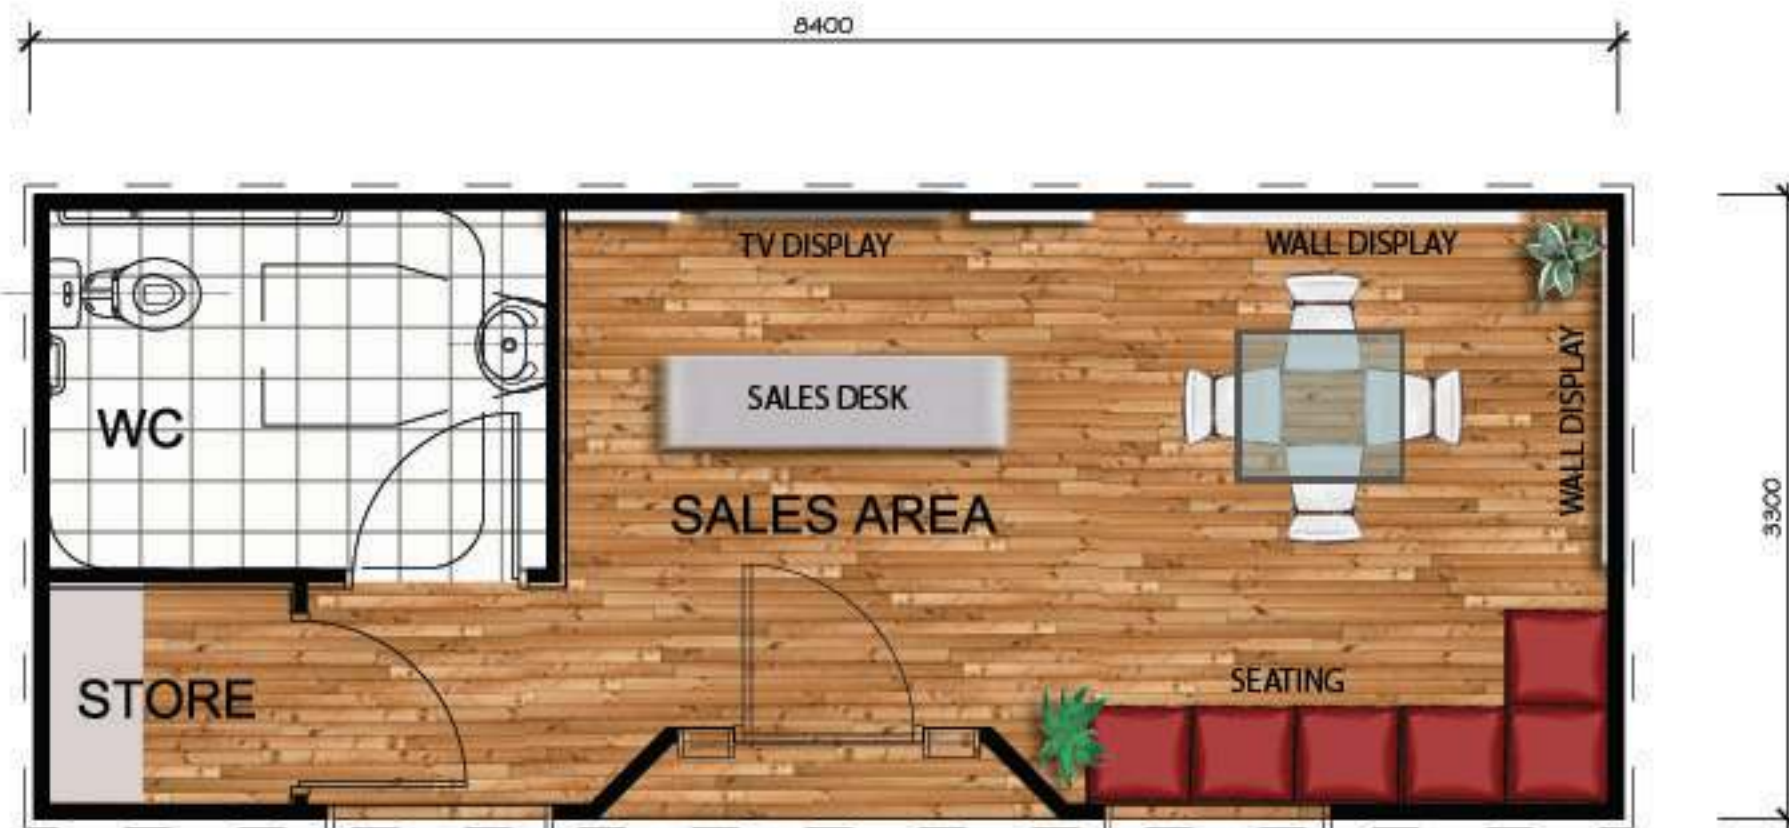 8400
TV DISPLAY
WALL DISPLAY
SALES DESK
WALL DISPLAY
WC
SALES AREA
3300
SEATING
STORE